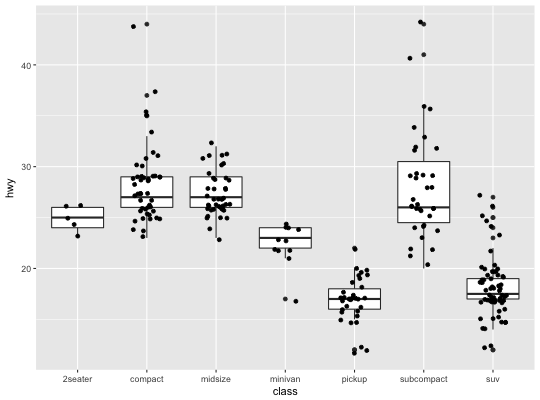 hwy
40
30
20
2seater compact midsize minivan pickup subcompact suv
class